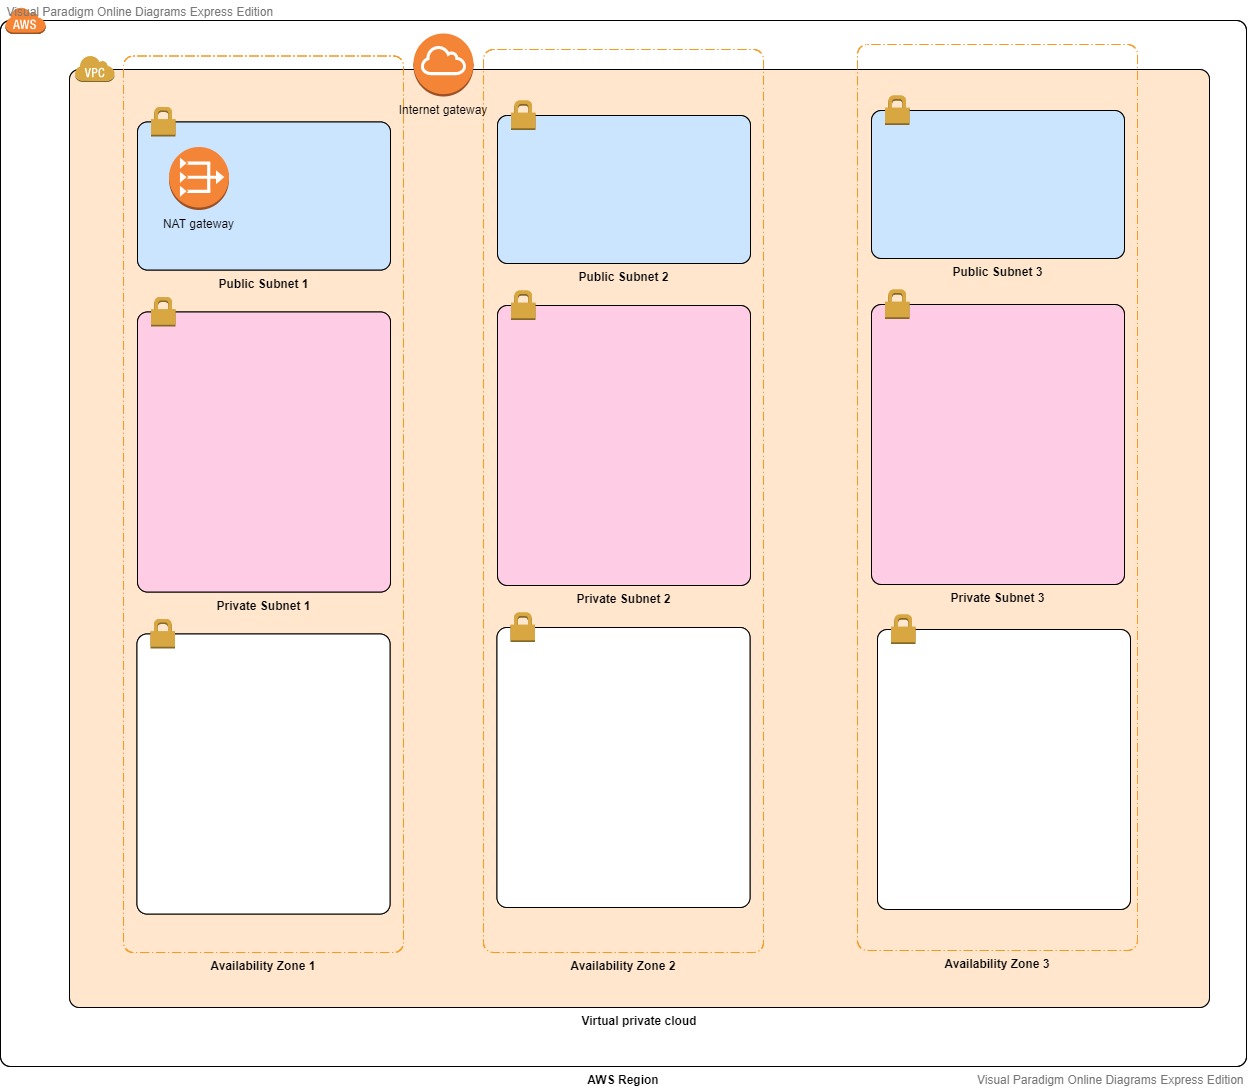 Visual Paradigm Online Diagrams Express Edition
AWS
VPC
Internet gateway
NAT gateway
Public Subnet 1
Public Subnet 2
Public Subnet 3
Private Subnet 1
Private Subnet 2
Private Subnet 3
Availability Zone 1
Availability Zone 2
Availability Zone 3
Virtual private cloud
AWS Region
Visual Paradigm Online Diagrams Express Edition